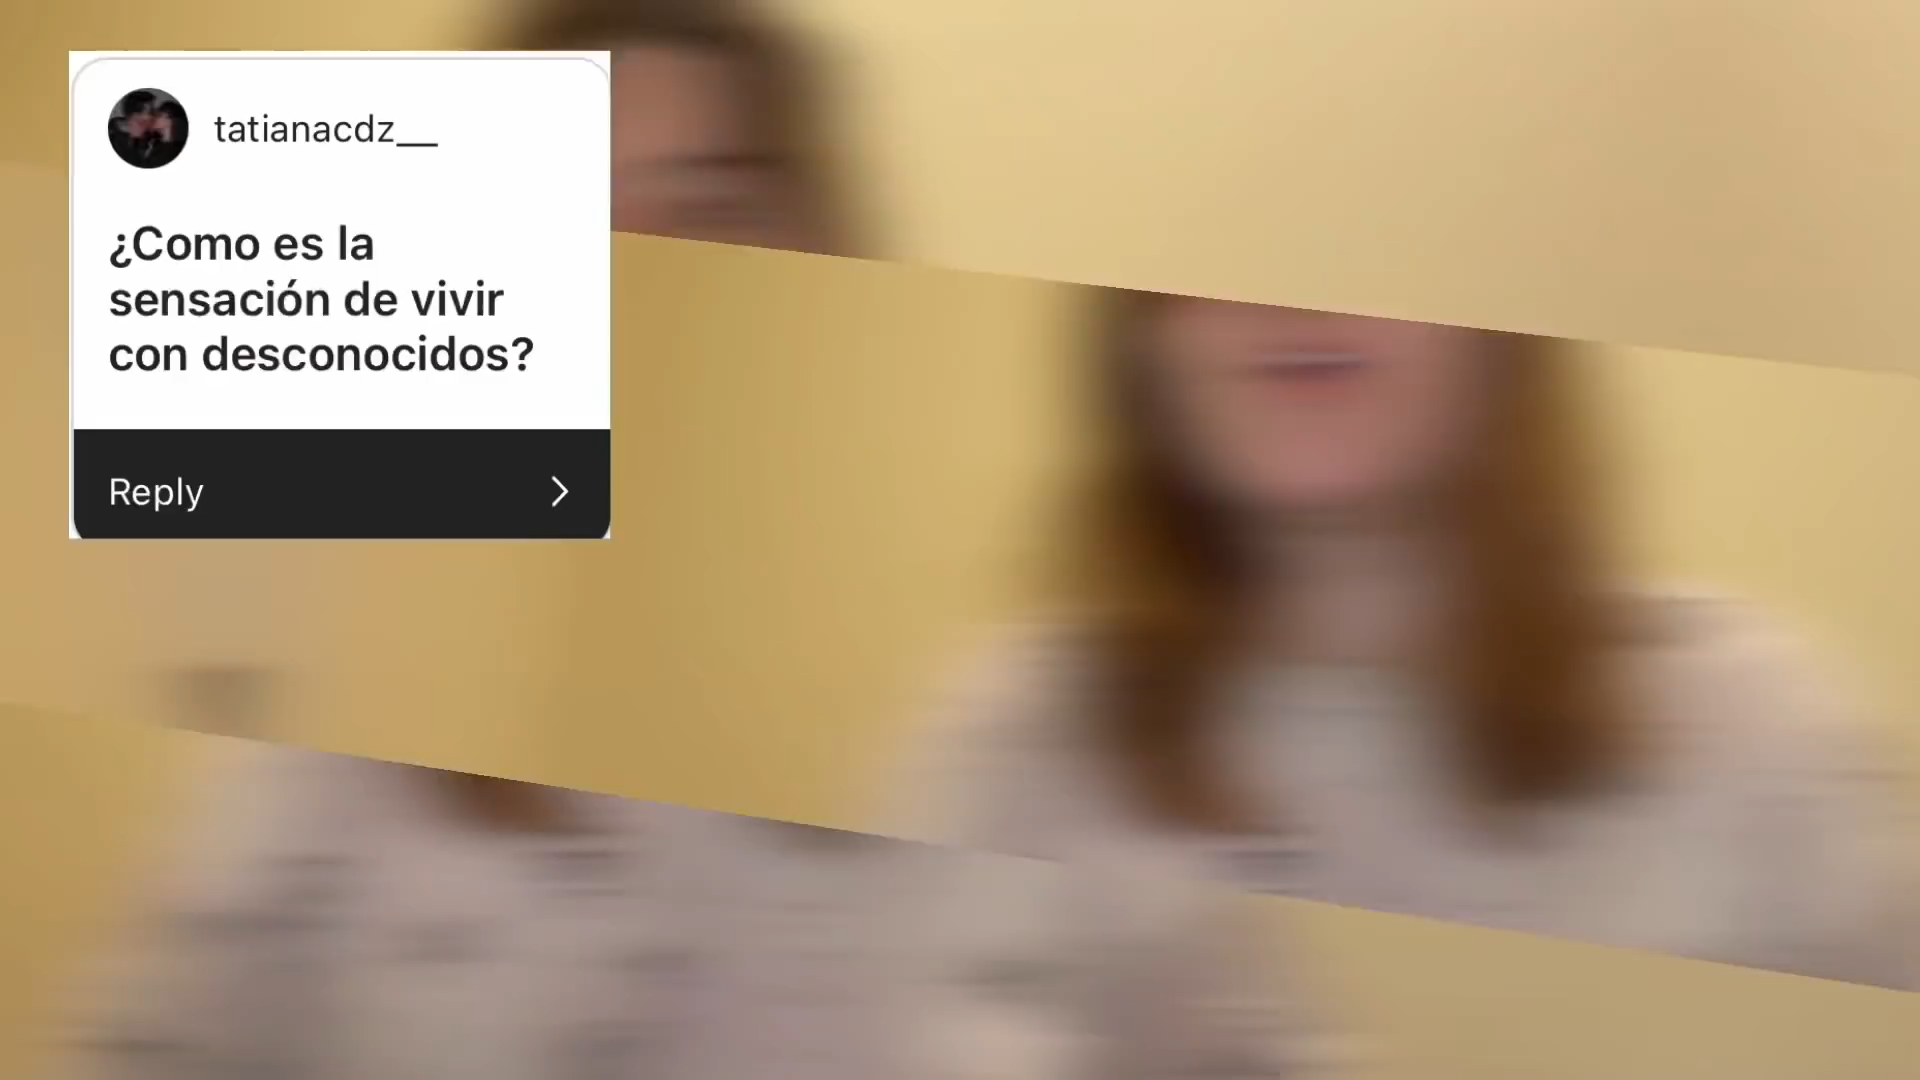 tatianacdz__
¿Como es la
sensación de vivir
con desconocidos?
Reply